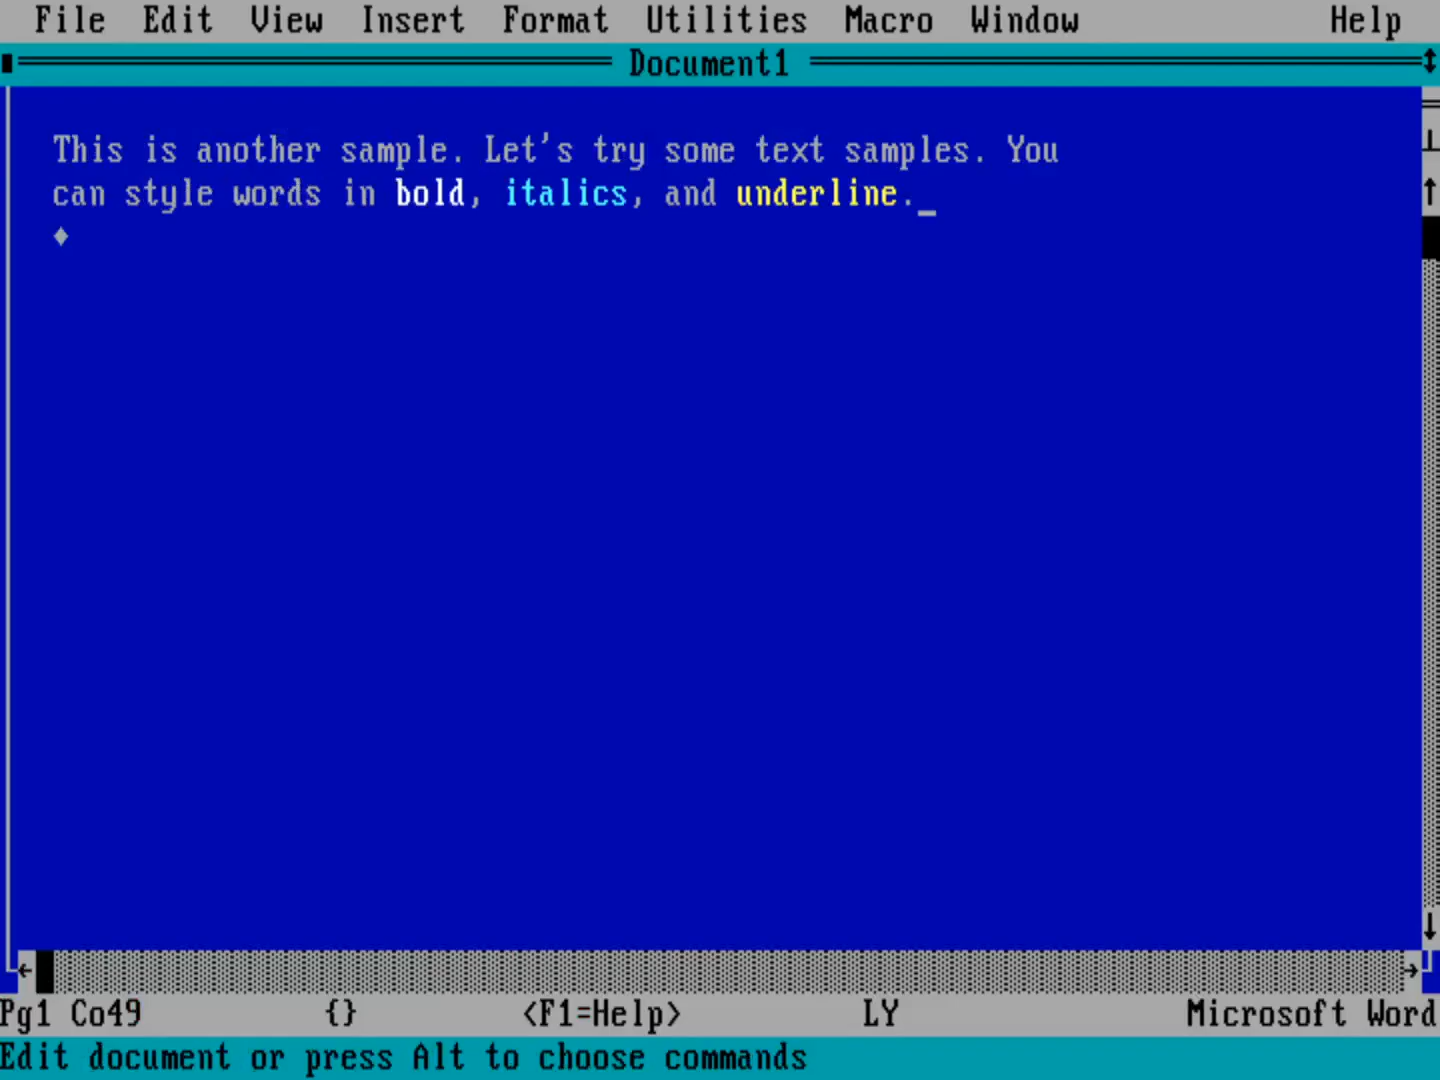 File Edit View Insert Format Utilities Macro Window Help
Document1
This is another sample. Let's try some text samples. You
can style words in bold, italics, and underline.
Pg1 Co49 {} <F1=Help> LY Microsoft Word
Edit document or press Alt to choose commands